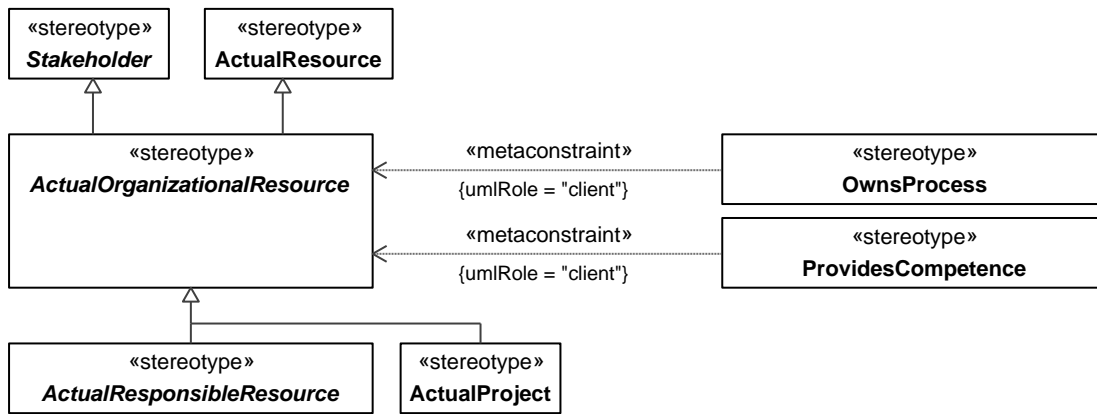 «stereotype»
Stakeholder
«stereotype»
ActualResource
«stereotype»
ActualOrganizationalResource
«metaconstraint»
{umlRole = "client"}
«stereotype»
OwnsProcess
«metaconstraint»
{umlRole = "client"}
«stereotype»
ProvidesCompetence
«stereotype»
ActualResponsibleResource
«stereotype»
ActualProject